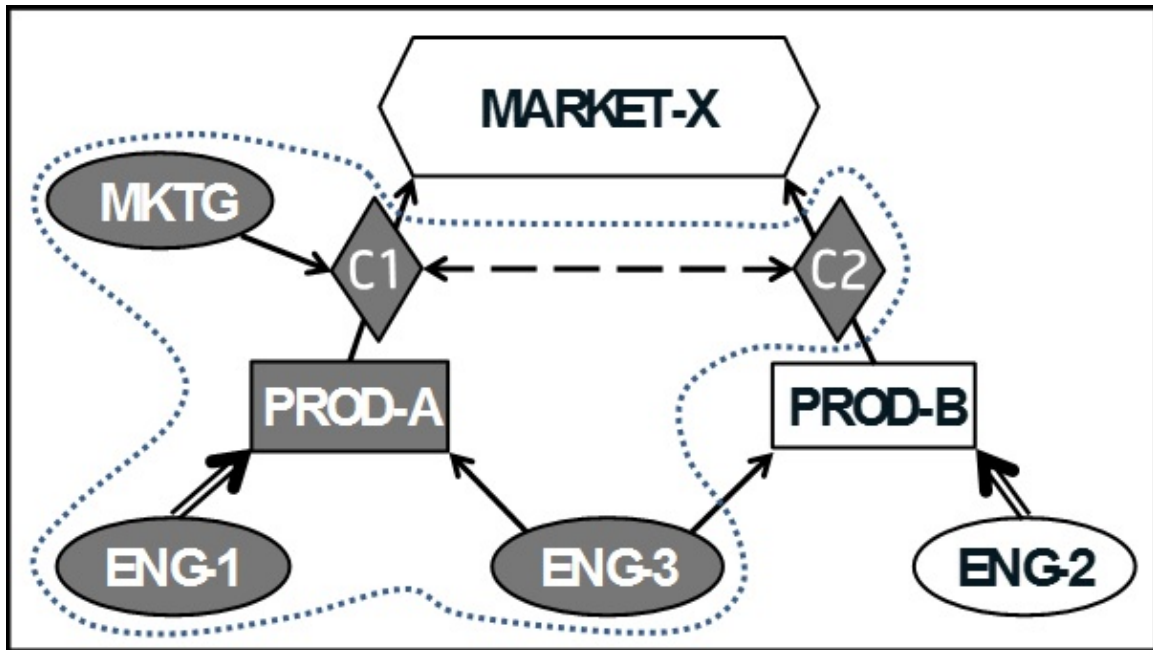 MARKET-X
MKTG
C1
C2
PROD-A
PROD-B
ENG-1
ENG-3
ENG-2